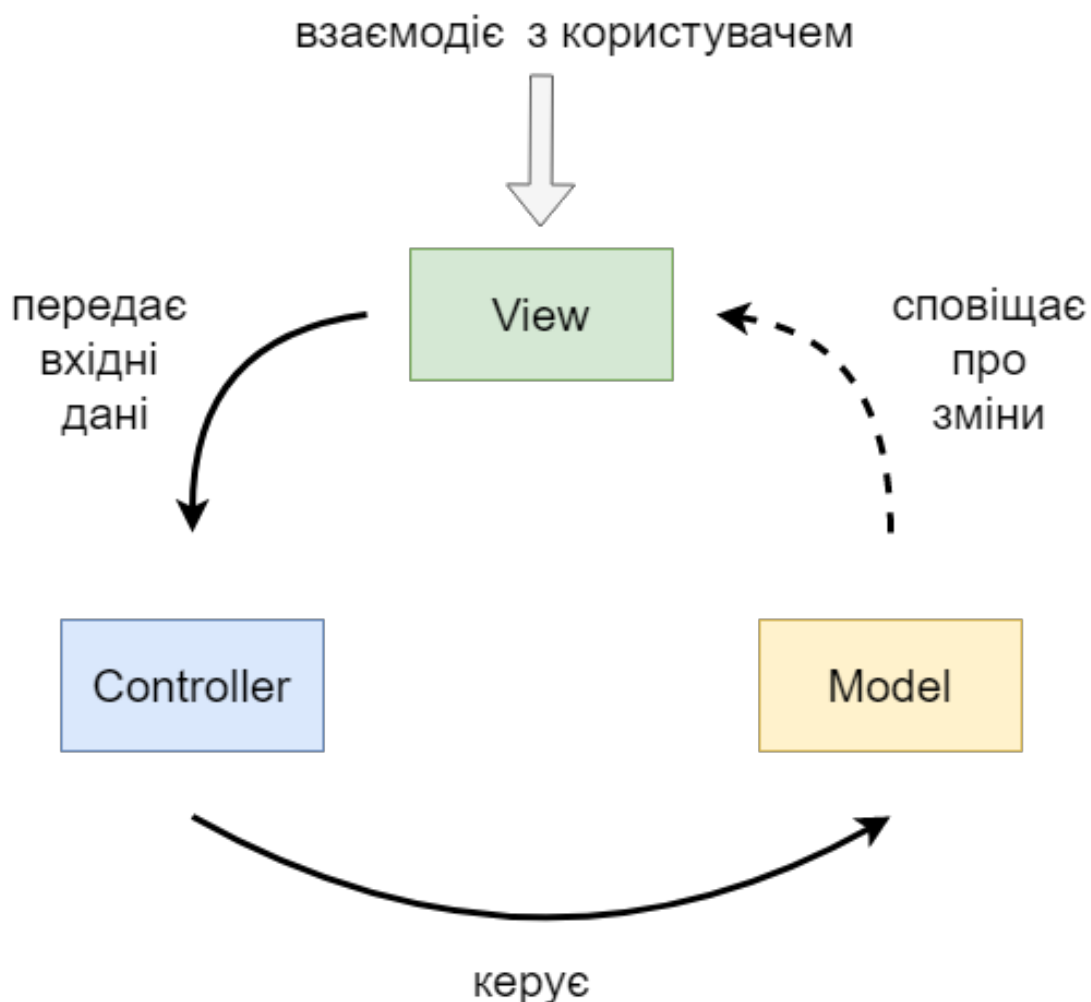 взаємодіє з користувачем
View
передає
вхідні
дані
сповіщає
про
зміни
Controller
Model
керує